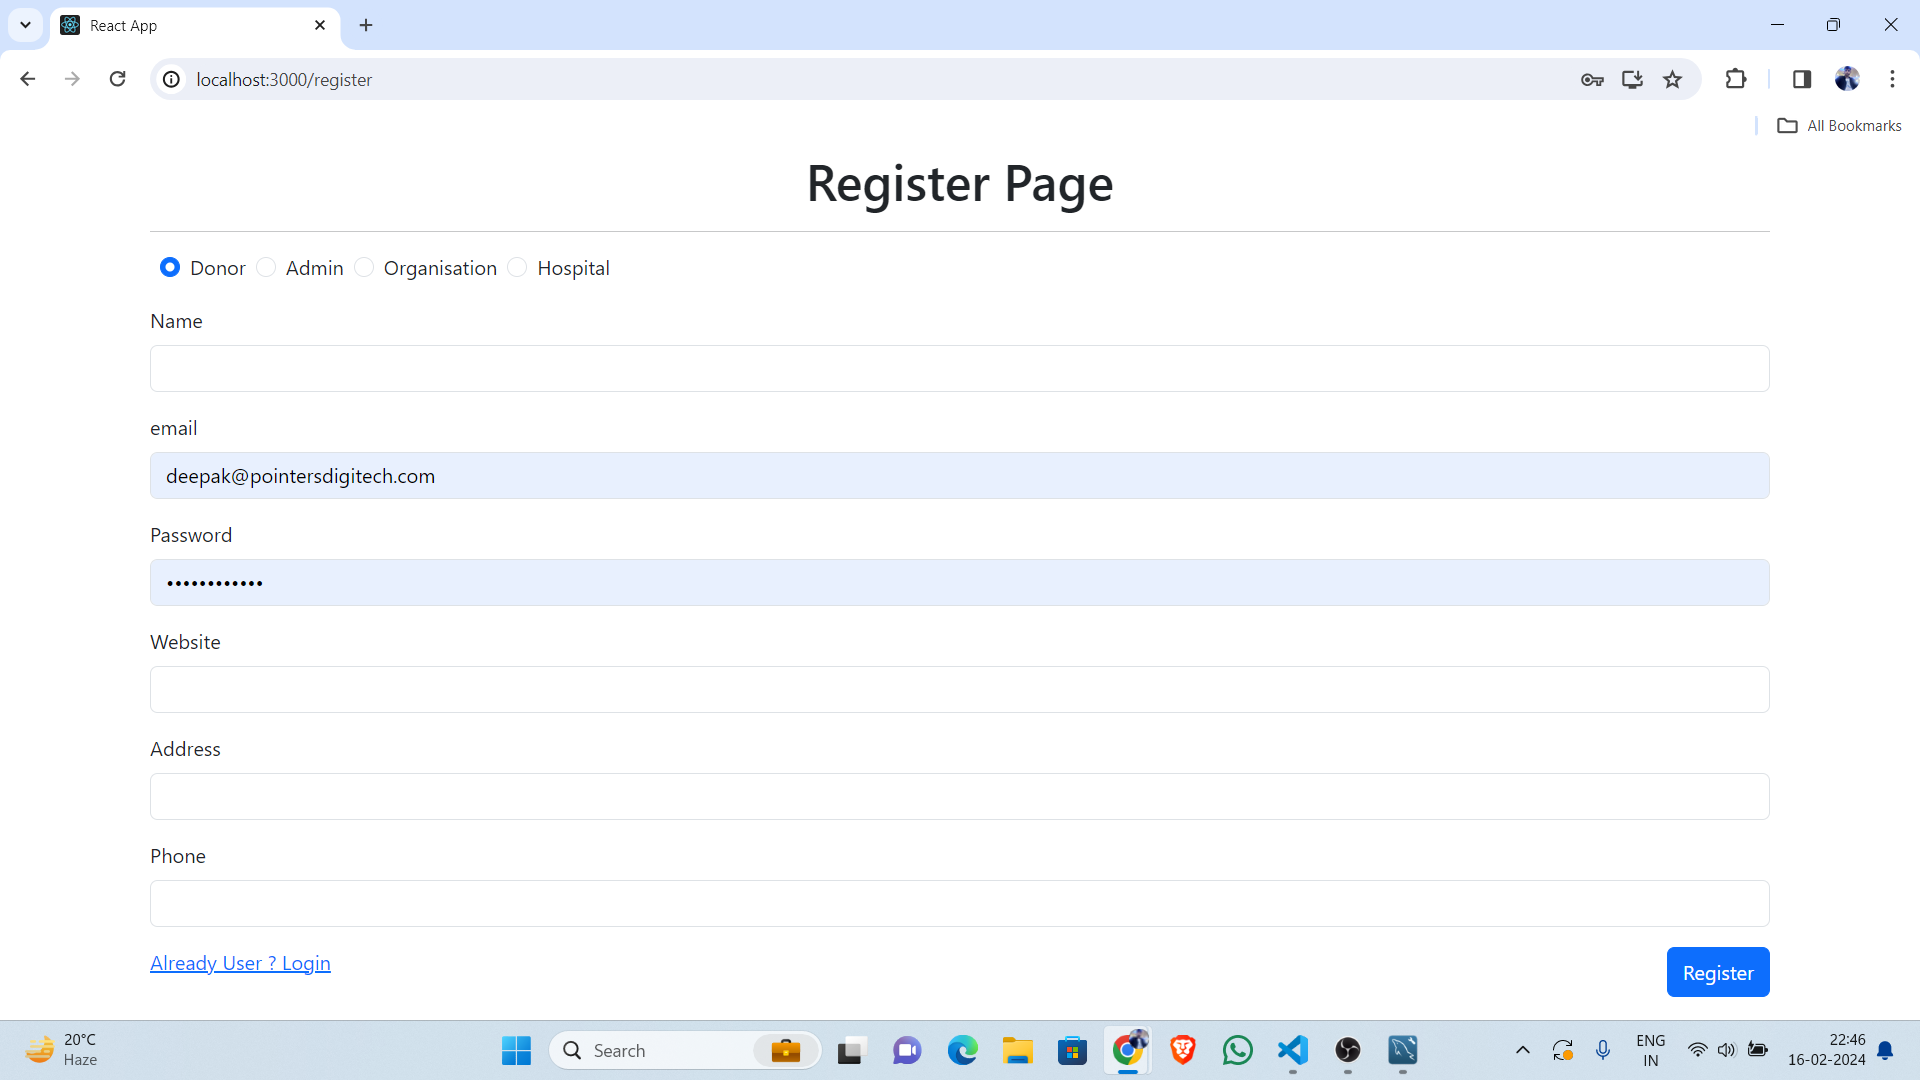 React App
localhost:3000/register
All Bookmarks
Register Page
Donor Admin Organisation Hospital
Name
email
deepak@pointersdigitech.com
Password
••••••••••••
Website
Address
Phone
Already User ? Login
Register
20°C
Haze
Search
ENG
IN
22:46
16-02-2024